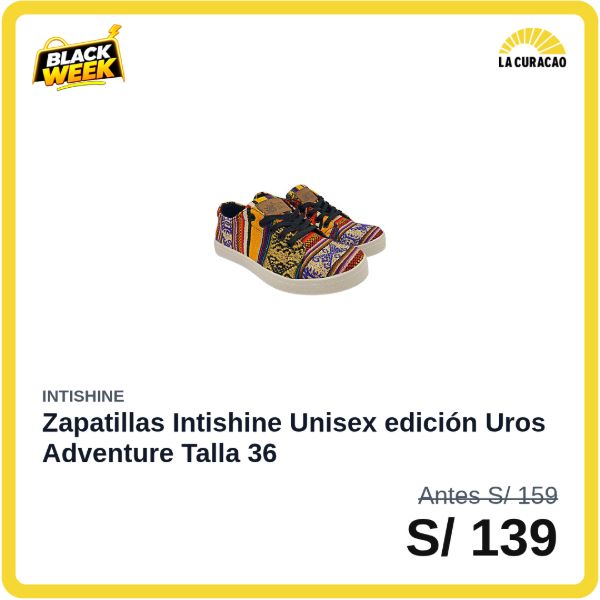 BLACK
WEEK
LA CURACAO
INTISHINE
Zapatillas Intishine Unisex edición Uros
Adventure Talla 36
Antes S/ 159
S/ 139